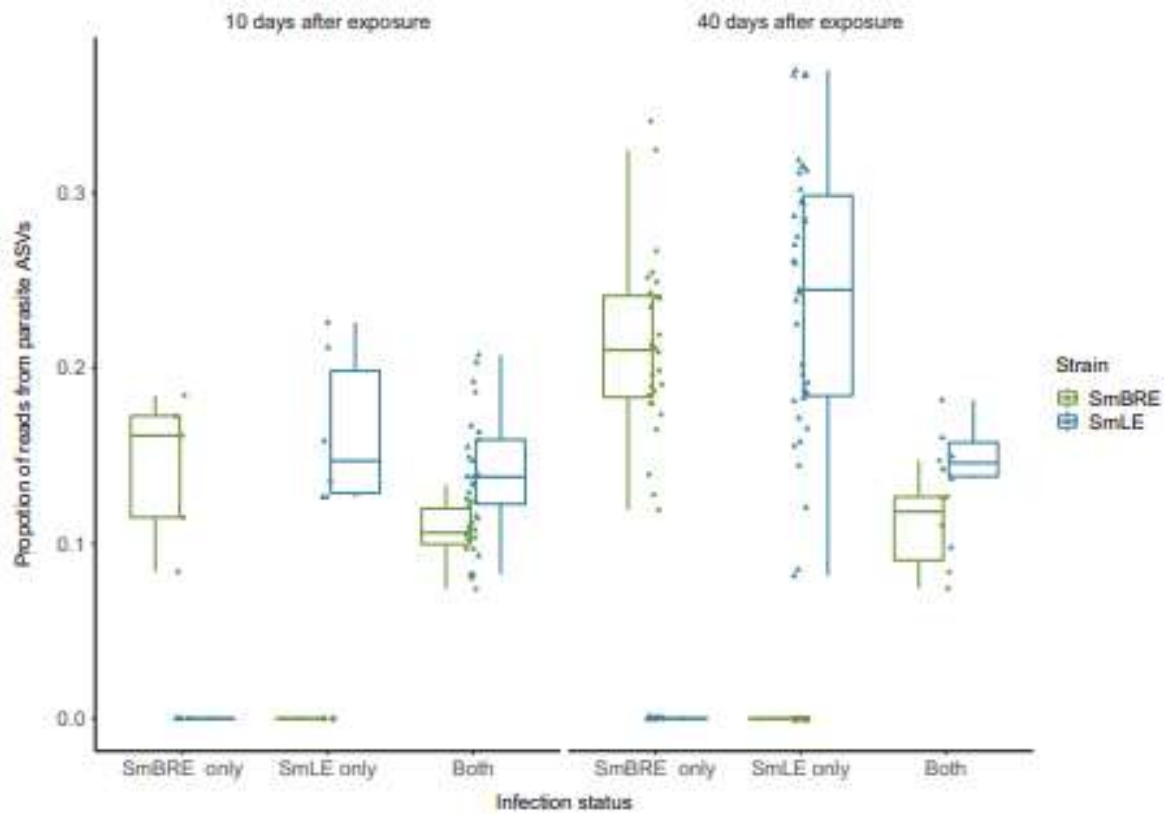 10 days after exposure
40 days after exposure
Propotion of reads from parasite ASVs
0.3
0.2
0.1
0.0
SmBRE only
SmLE only
Both
SmBRE only
SmLE only
Both
Infection status
Strain
SmBRE
SmLE